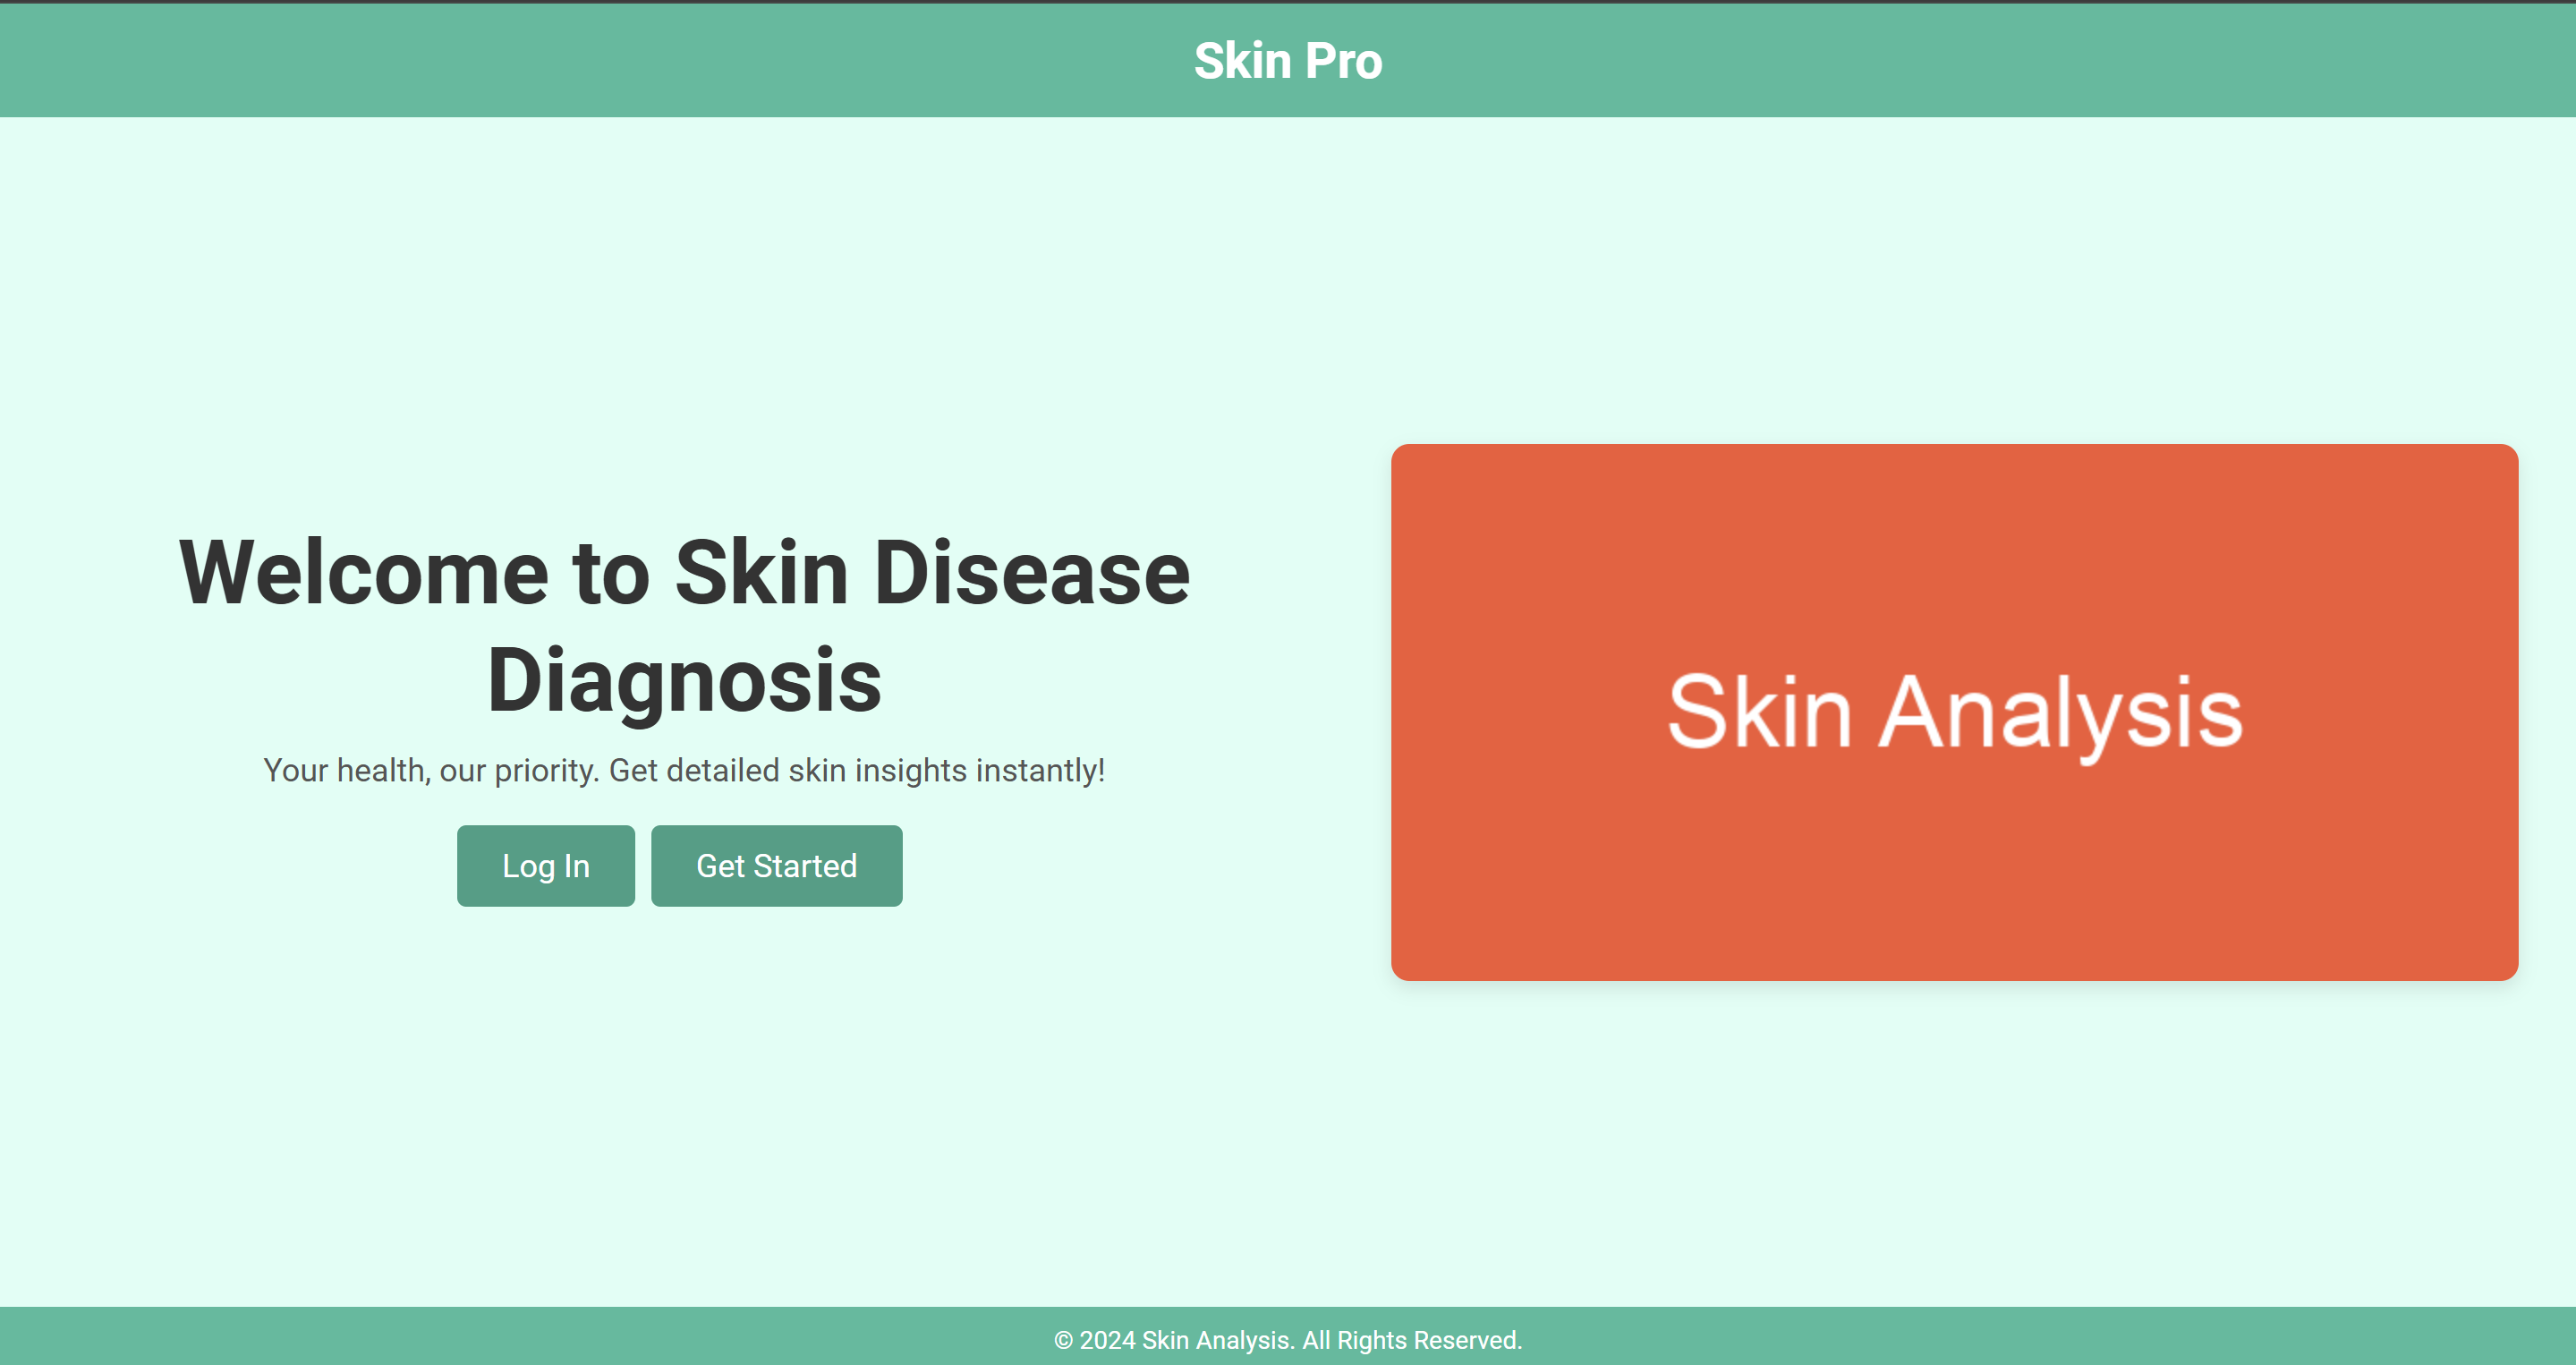 Skin Pro
Welcome to Skin Disease
Diagnosis
Your health, our priority. Get detailed skin insights instantly!
Log In
Get Started
Skin Analysis
© 2024 Skin Analysis. All Rights Reserved.